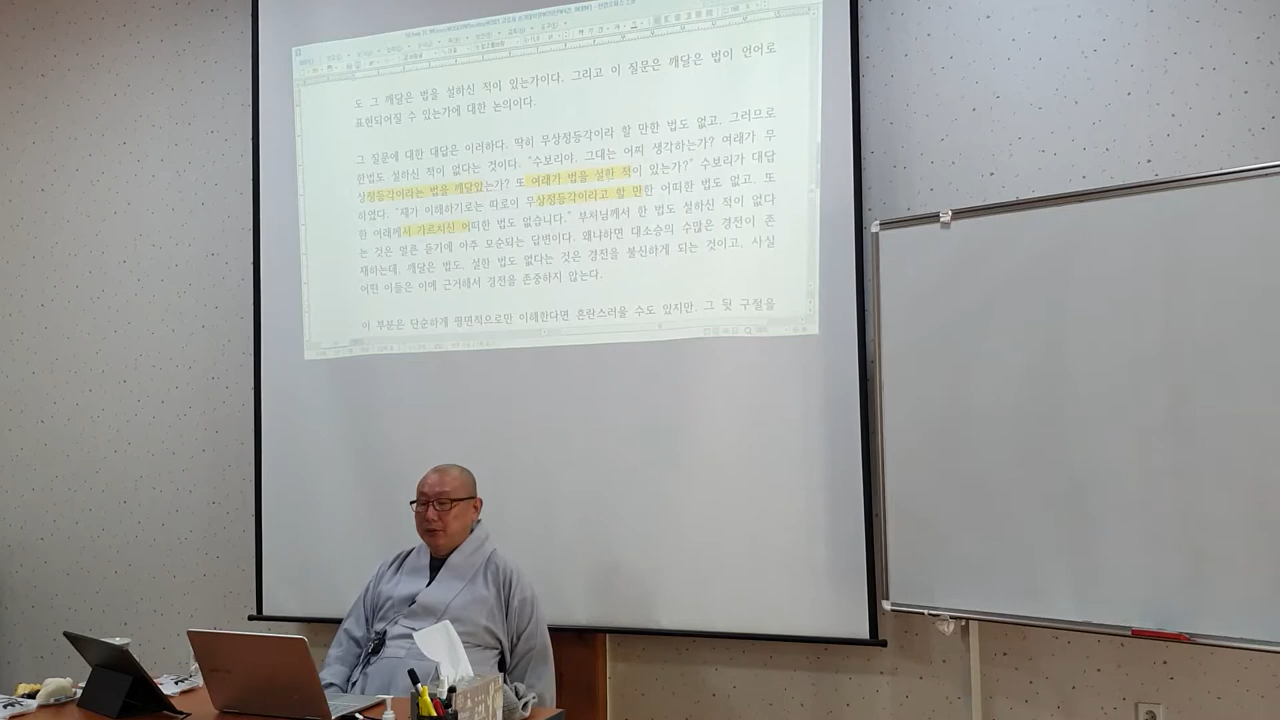 도 그 깨달은 법을 설하신 적이 있는가이다. 그리고 이 질문은 깨달은 법이 언어로
표현되어질 수 있는가에 대한 논의이다.
그 질문에 대한 대답은 이러하다. 딱히 무상정등각이라 할 만한 법도 없고, 그러므로
한법도 설하신 적이 없다는 것이다. "수보리야, 그대는 어찌 생각하는가? 여래가 무
상정등각이라는 법을 깨달았는가? 또 여래가 법을 설한 적이 있는가?" 수보리가 대답
하였다. "제가 이해하기로는 따로이 무상정등각이라고 할 만한 어떠한 법도 없고, 또
한 여래께서 가르치신 어떠한 법도 없습니다." 부처님께서 한 법도 설하신 적이 없다
는 것은 얼른 듣기에 아주 모순되는 답변이다. 왜냐하면 대소승의 수많은 경전이 존
재하는데, 깨달은 법도, 설한 법도 없다는 것은 경전을 불신하게 되는 것이고, 사실
어떤 이들은 이에 근거해서 경전을 존중하지 않는다.
이 부분은 단순하게 평면적으로만 이해한다면 혼란스러울 수도 있지만, 그 뒷 구절을